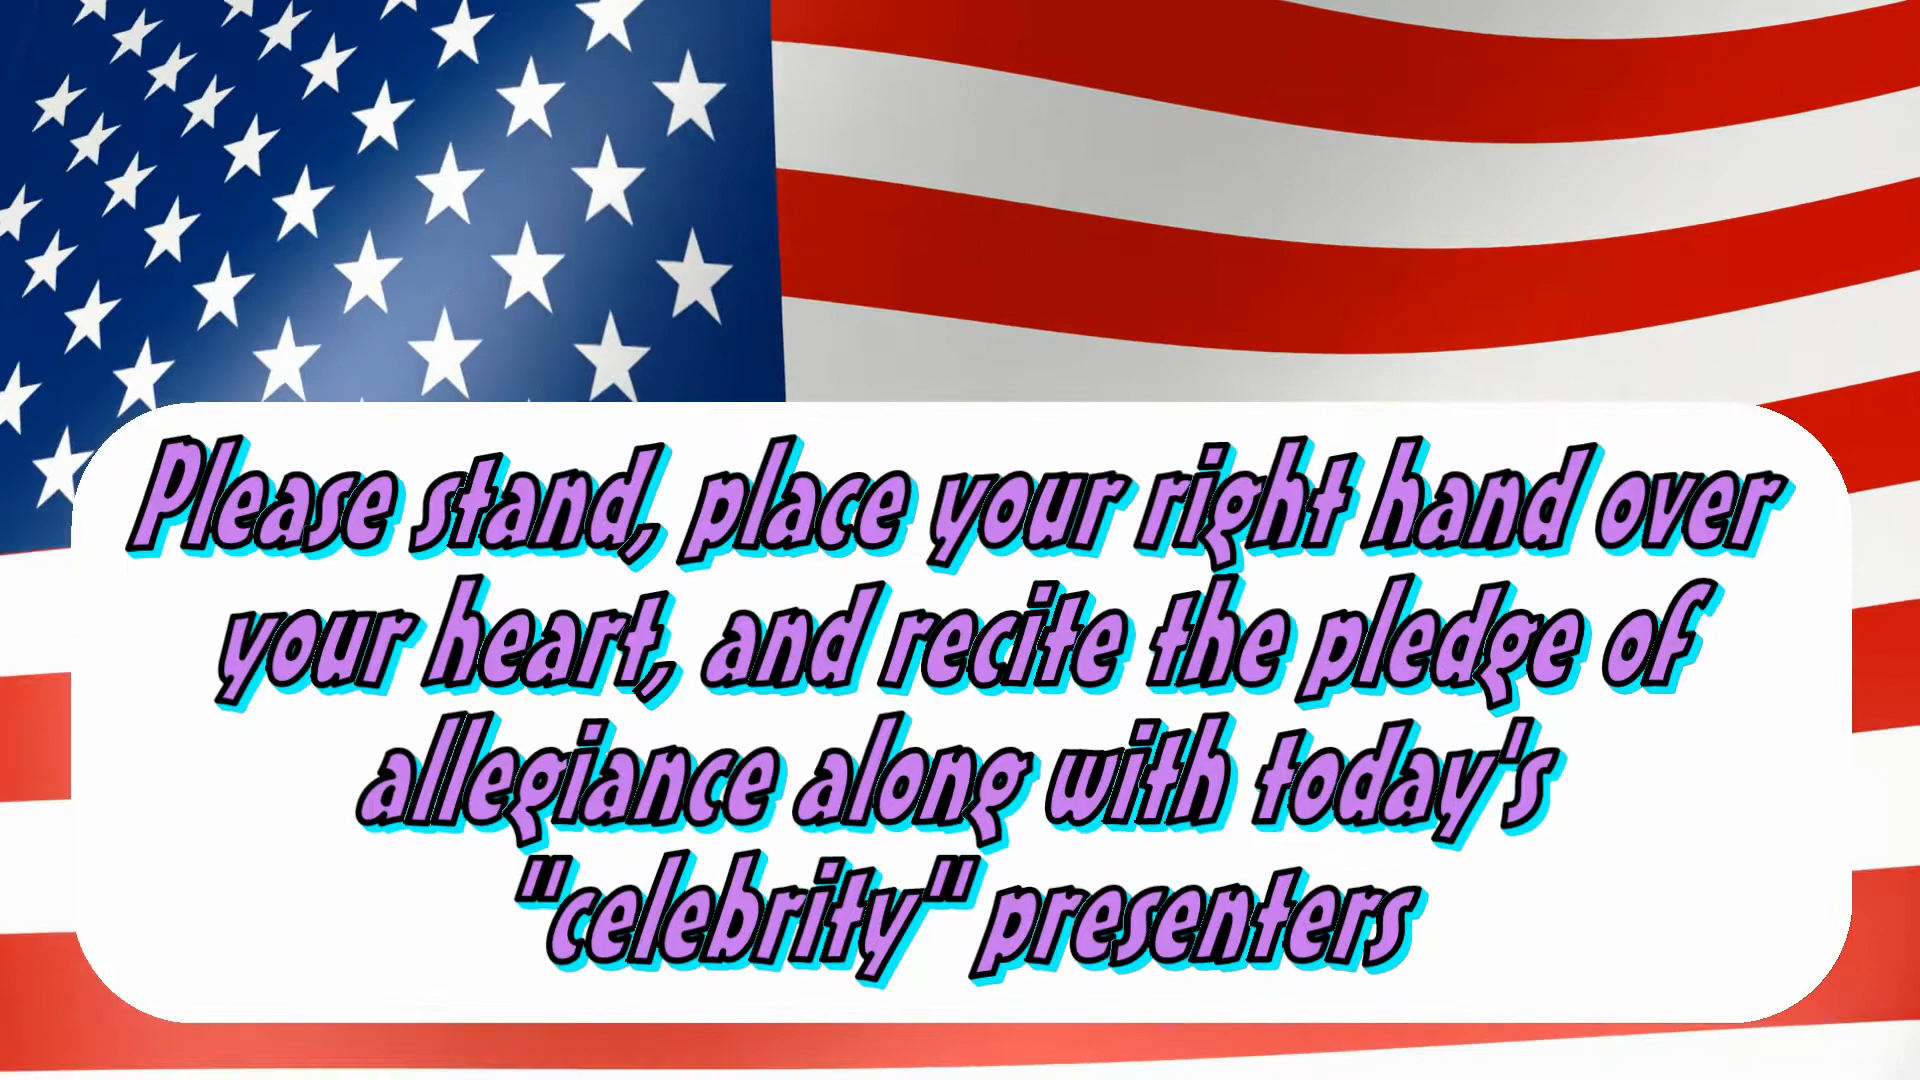 Please stand, place your right hand over
your heart, and recite the pledge of
allegiance along with today's
"celebrity" presenters